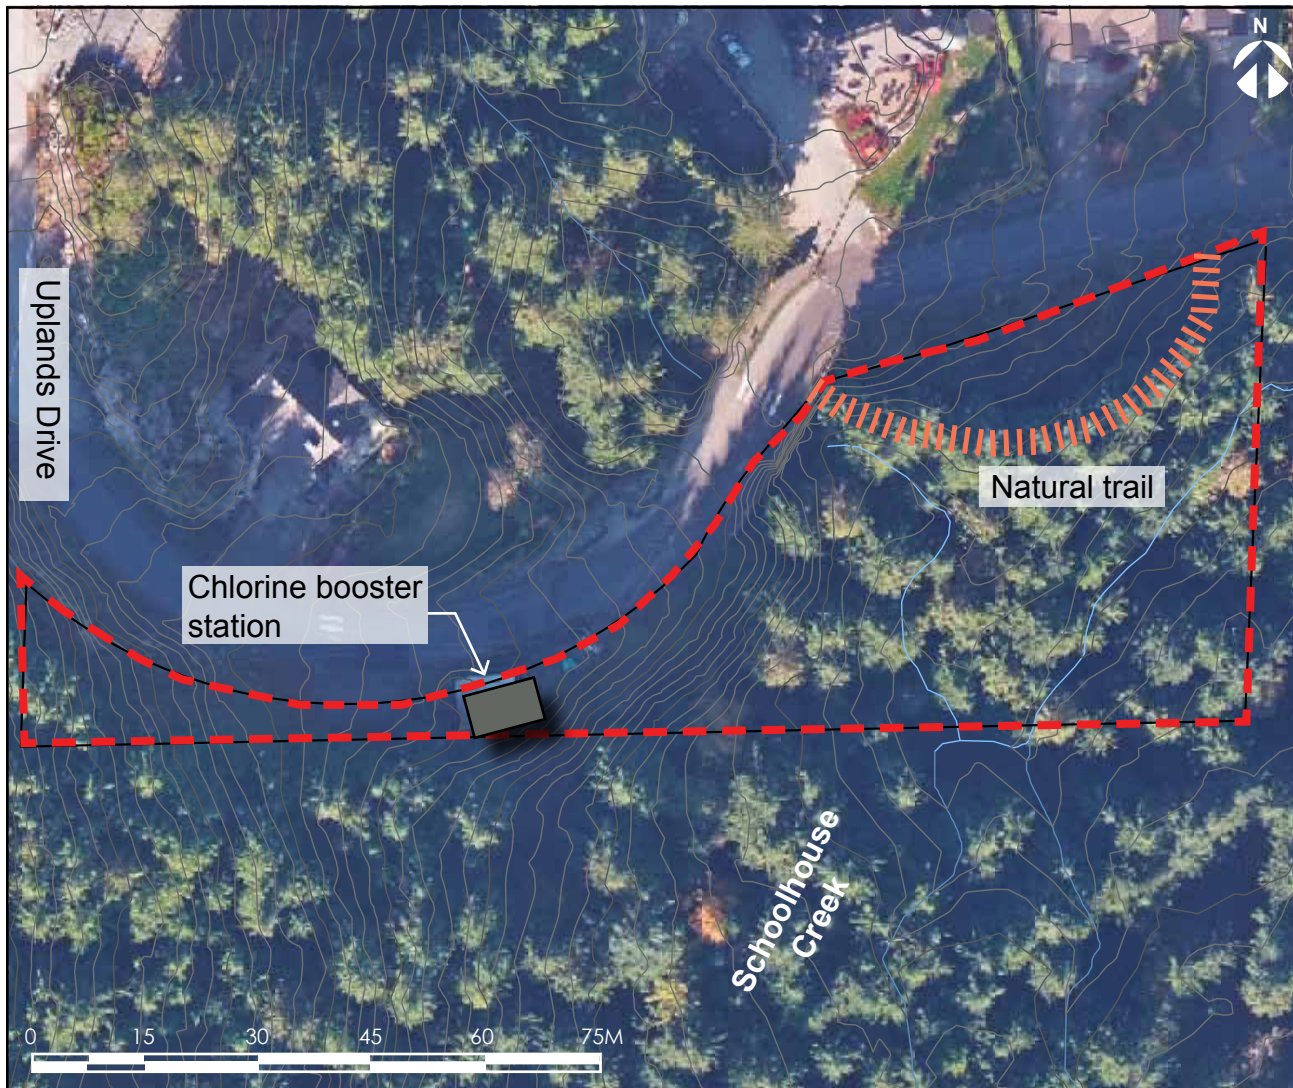 N
Uplands Drive
Natural trail
Chlorine booster
station
Schoolhouse
Creek
0 15 30 45 60 75M